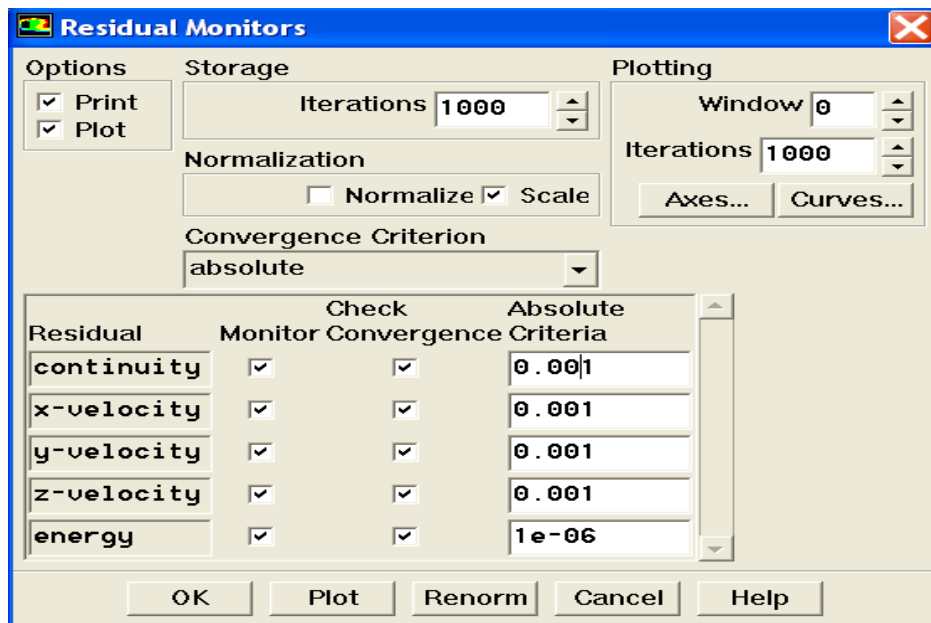 Residual Monitors
Options Storage Plotting
Print
Plot
Iterations 1000
Window 0
Iterations 1000
Normalization
Normalize Scale
Axes... Curves...
Convergence Criterion
absolute
Residual Monitor Check Convergence Absolute Criteria
continuity 0.001
x-velocity 0.001
y-velocity 0.001
z-velocity 0.001
energy 1e-06
OK Plot Renorm Cancel Help